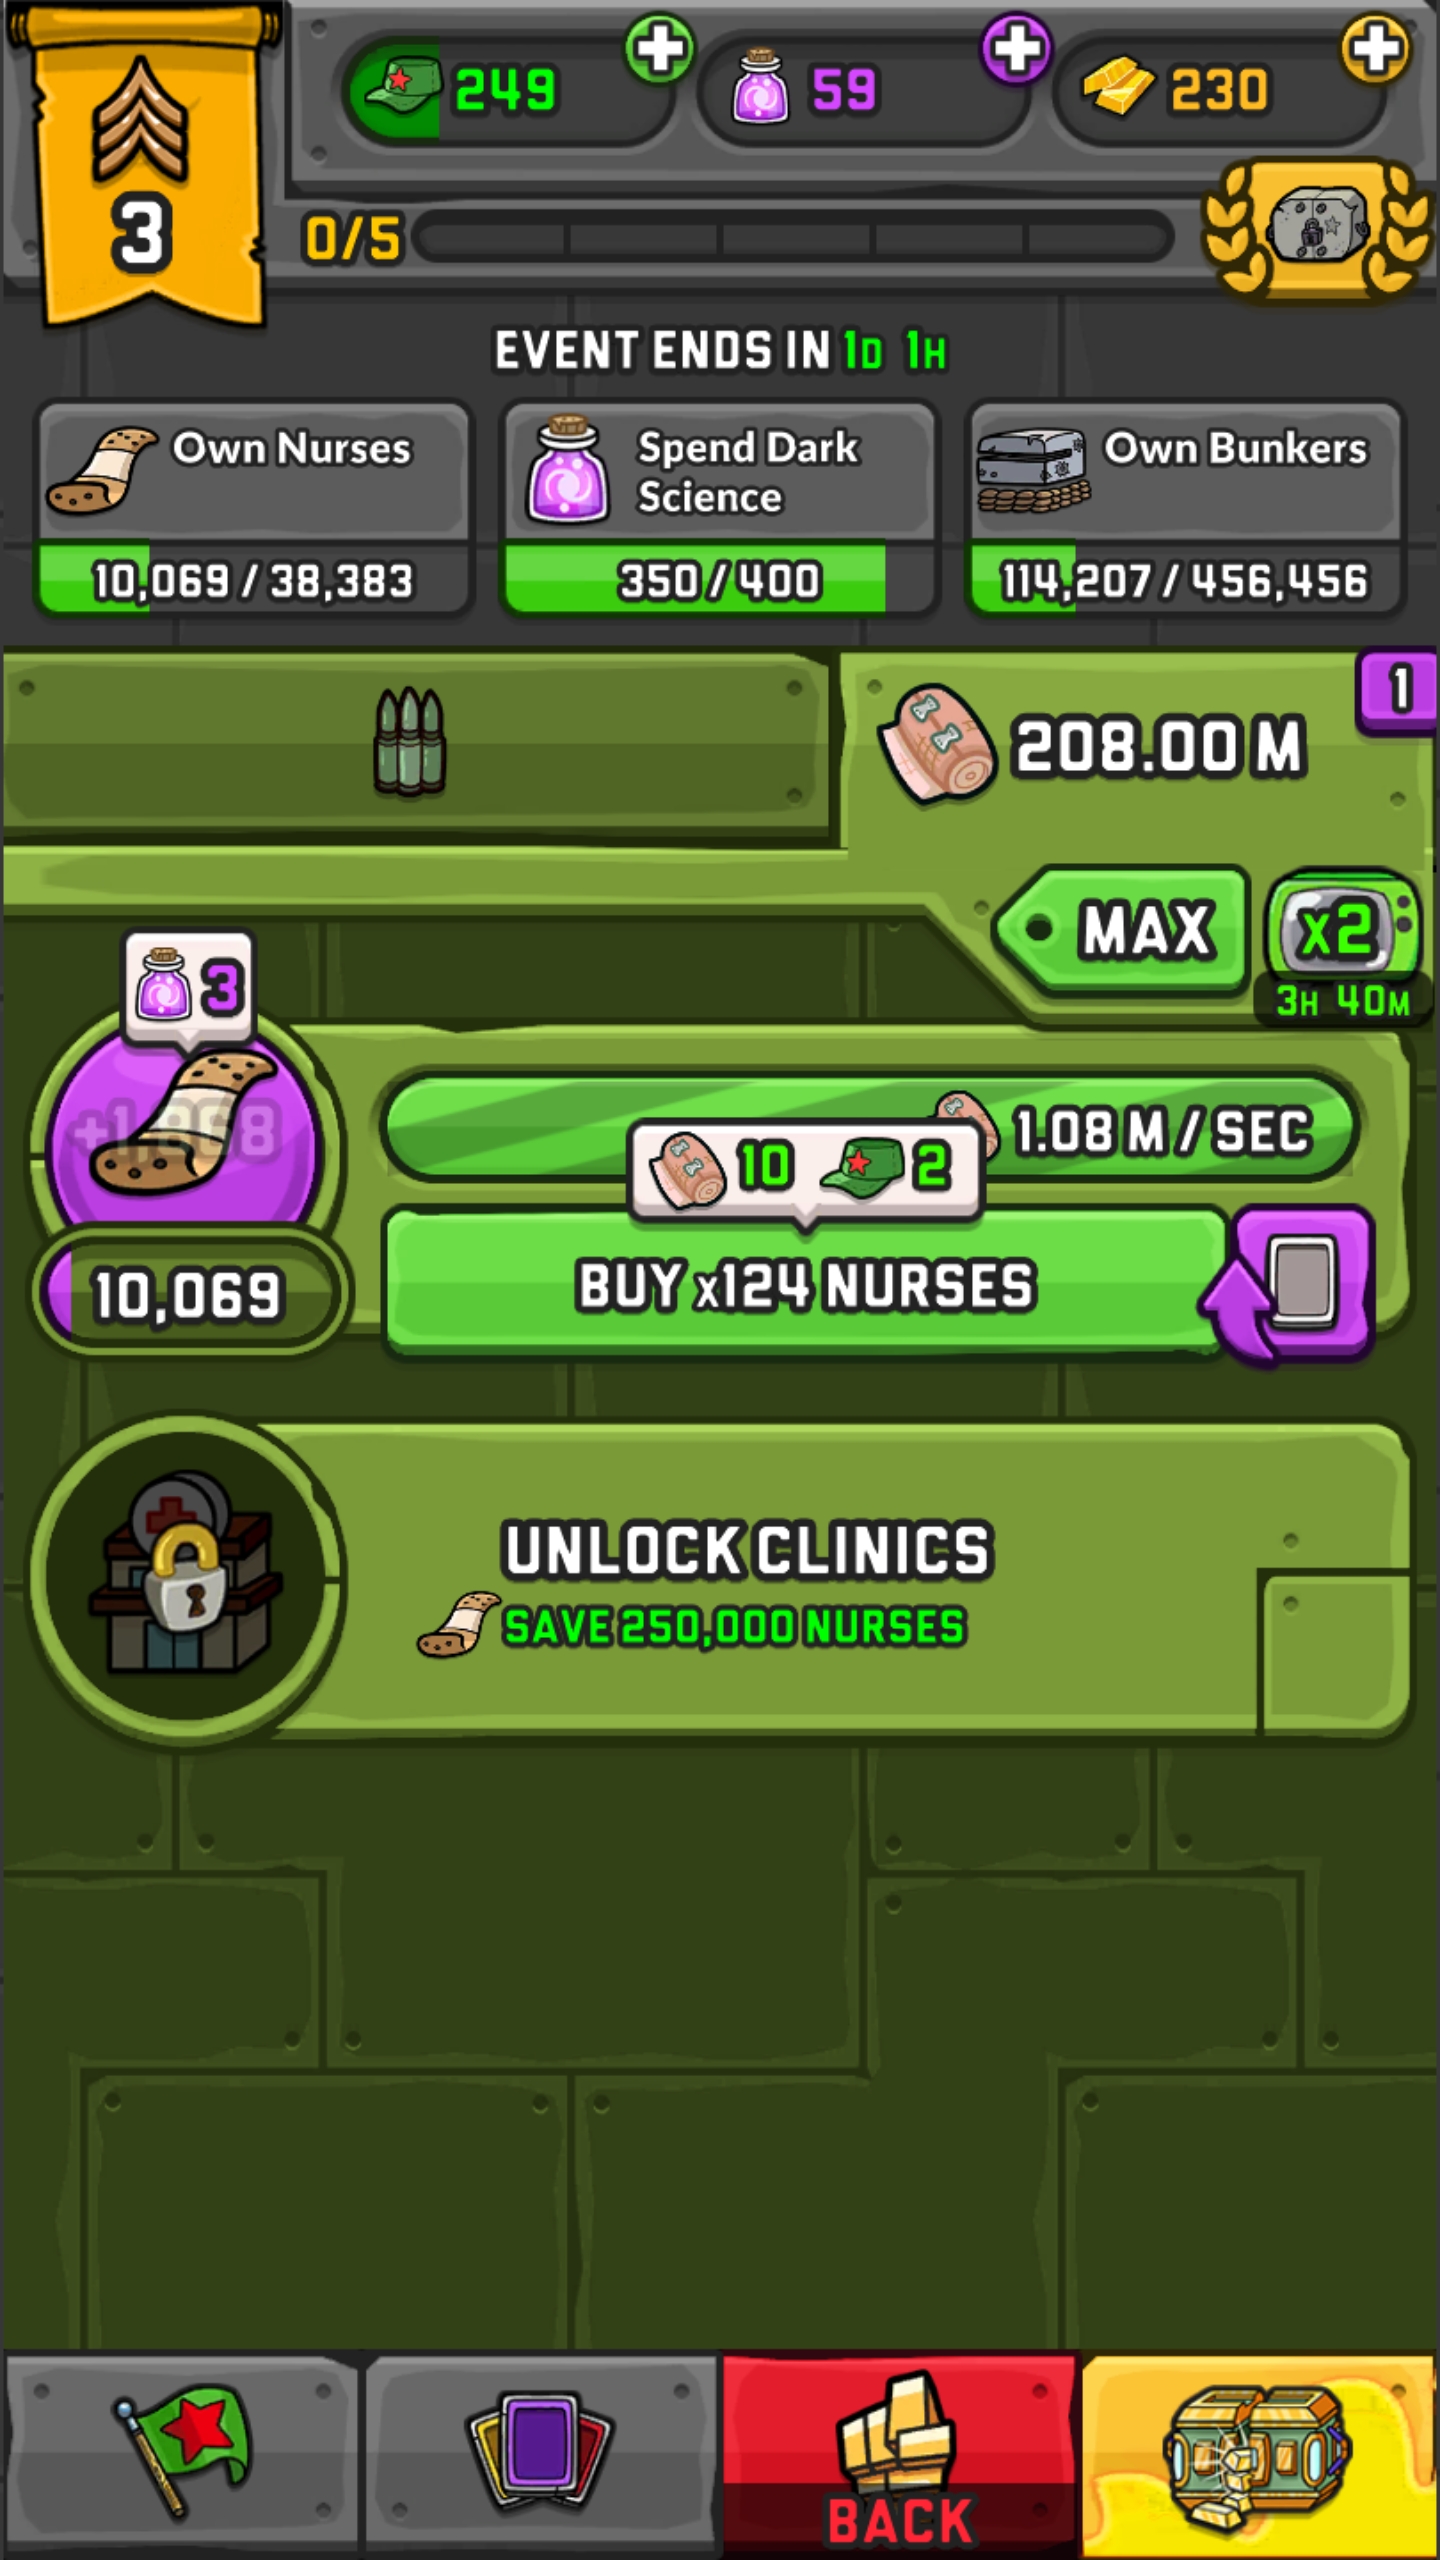 249
59
230
3
0/5
EVENT ENDS IN 1D 1H
Own Nurses
10,069 / 38,383
Spend Dark
Science
350 / 400
Own Bunkers
114,207 / 456,456
1
208.00 M
MAX
x2
3H 40M
3
+1,868
1.08 M / SEC
10 2
10,069
BUY x124 NURSES
UNLOCK CLINICS
SAVE 250,000 NURSES
BACK